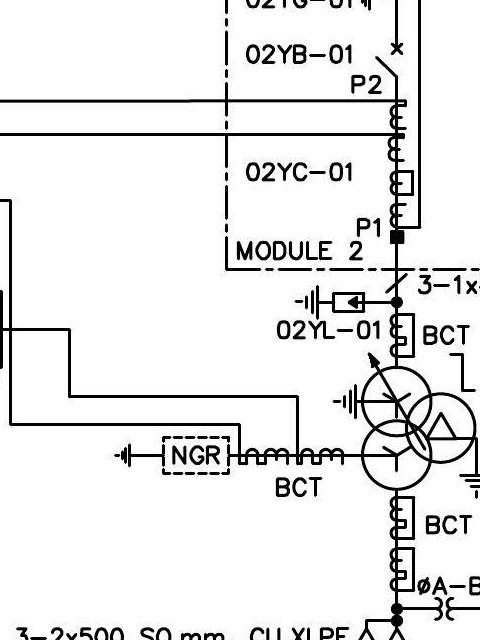 02YG-01
02YB-01
P2
02YC-01
P1
MODULE 2
3-1x
02YL-01
BCT
NGR
BCT
BCT
øA-B
3-2x500 SQ.mm. CU XLPE